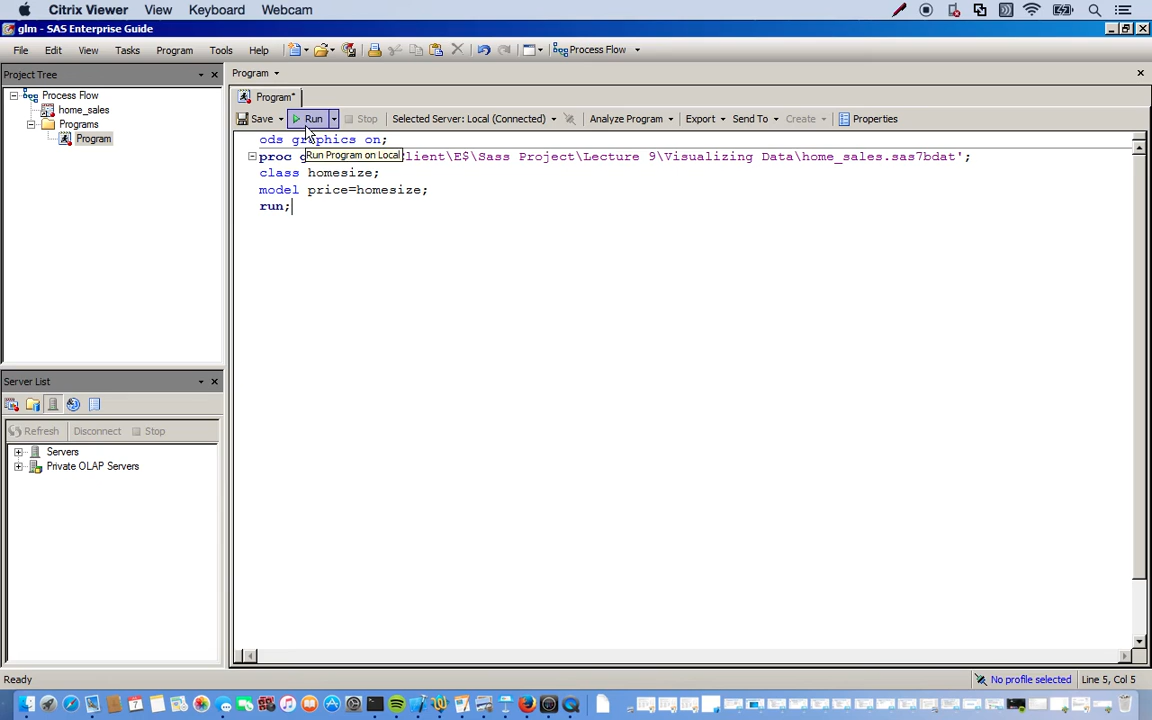 Citrix Viewer View Keyboard Webcam
glm - SAS Enterprise Guide
File Edit View Tasks Program Tools Help Process Flow
Project Tree
Process Flow
home_sales
Programs
Program
Program
Program*
Save Run Stop Selected Server: Local (Connected) Analyze Program Export Send To Create Properties
ods graphics on;
proc lient\E$\Sass Project\Lecture 9\Visualizing Data\home_sales.sas7bdat';
Run Program on Local
class homesize;
model price=homesize;
run;
Server List
Refresh Disconnect Stop
Servers
Private OLAP Servers
Ready
No profile selected
Line 5, Col 5